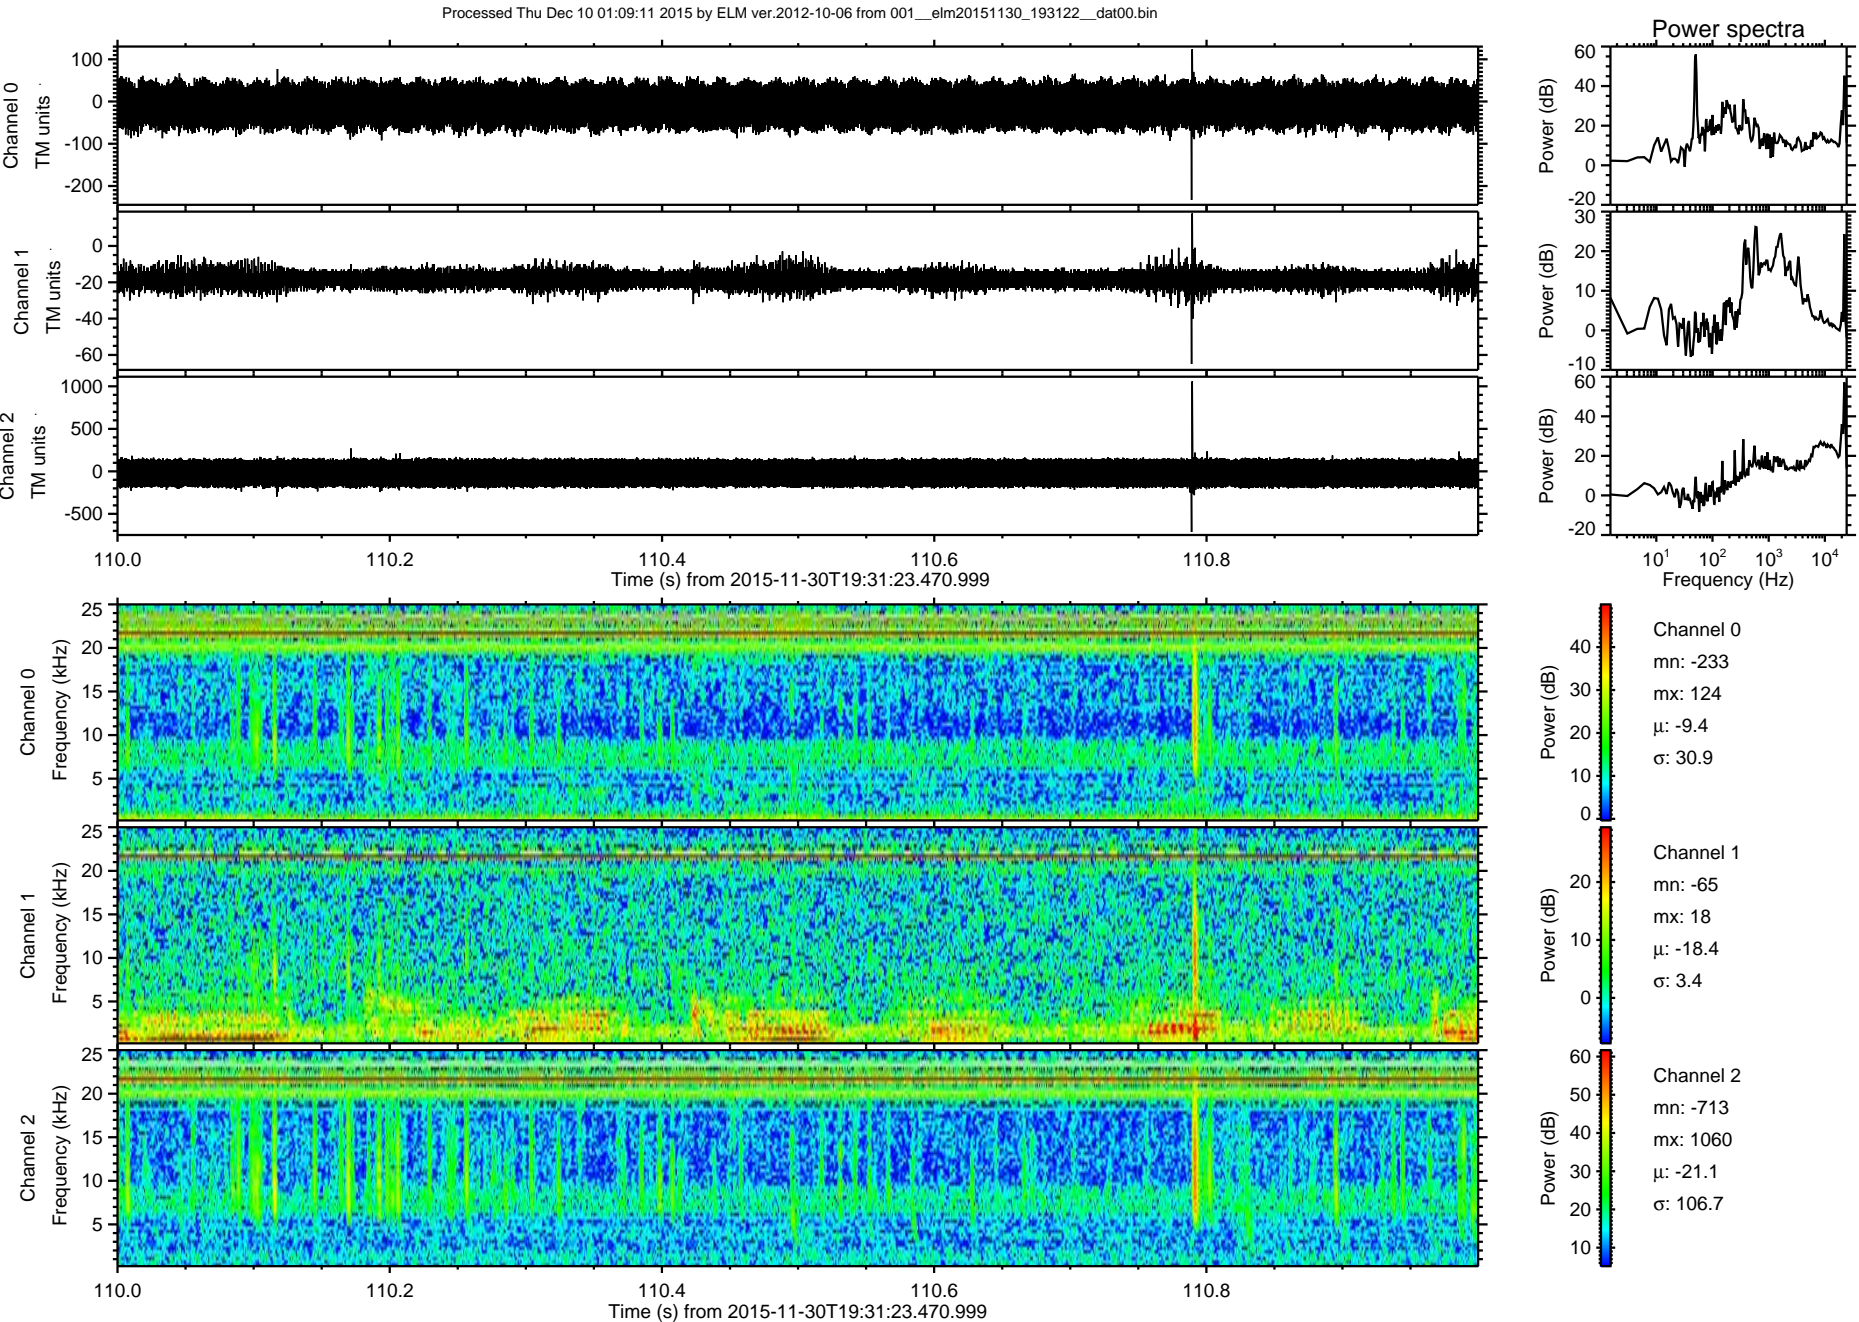 Processed Thu Dec 10 01:09:11 2015 by ELM ver.2012-10-06 from 001__elm20151130_193122__dat00.bin
Power spectra
Channel 0
TM units
100
0
-100
-200
Power (dB)
60
40
20
0
-20
Channel 1
TM units
0
-20
-40
-60
Power (dB)
30
20
10
0
-10
Channel 2
TM units
1000
500
0
-500
Power (dB)
60
40
20
0
-20
110.0 110.2 110.4 110.6 110.8
Time (s) from 2015-11-30T19:31:23.470.999
10^1 10^2 10^3 10^4
Frequency (Hz)
Channel 0
Frequency (kHz)
25
20
15
10
5
Power (dB)
40
30
20
10
0
Channel 0
mn: -233
mx: 124
μ: -9.4
σ: 30.9
Channel 1
Frequency (kHz)
25
20
15
10
5
Power (dB)
20
10
0
Channel 1
mn: -65
mx: 18
μ: -18.4
σ: 3.4
Channel 2
Frequency (kHz)
25
20
15
10
5
Power (dB)
60
50
40
30
20
10
Channel 2
mn: -713
mx: 1060
μ: -21.1
σ: 106.7
110.0 110.2 110.4 110.6 110.8
Time (s) from 2015-11-30T19:31:23.470.999